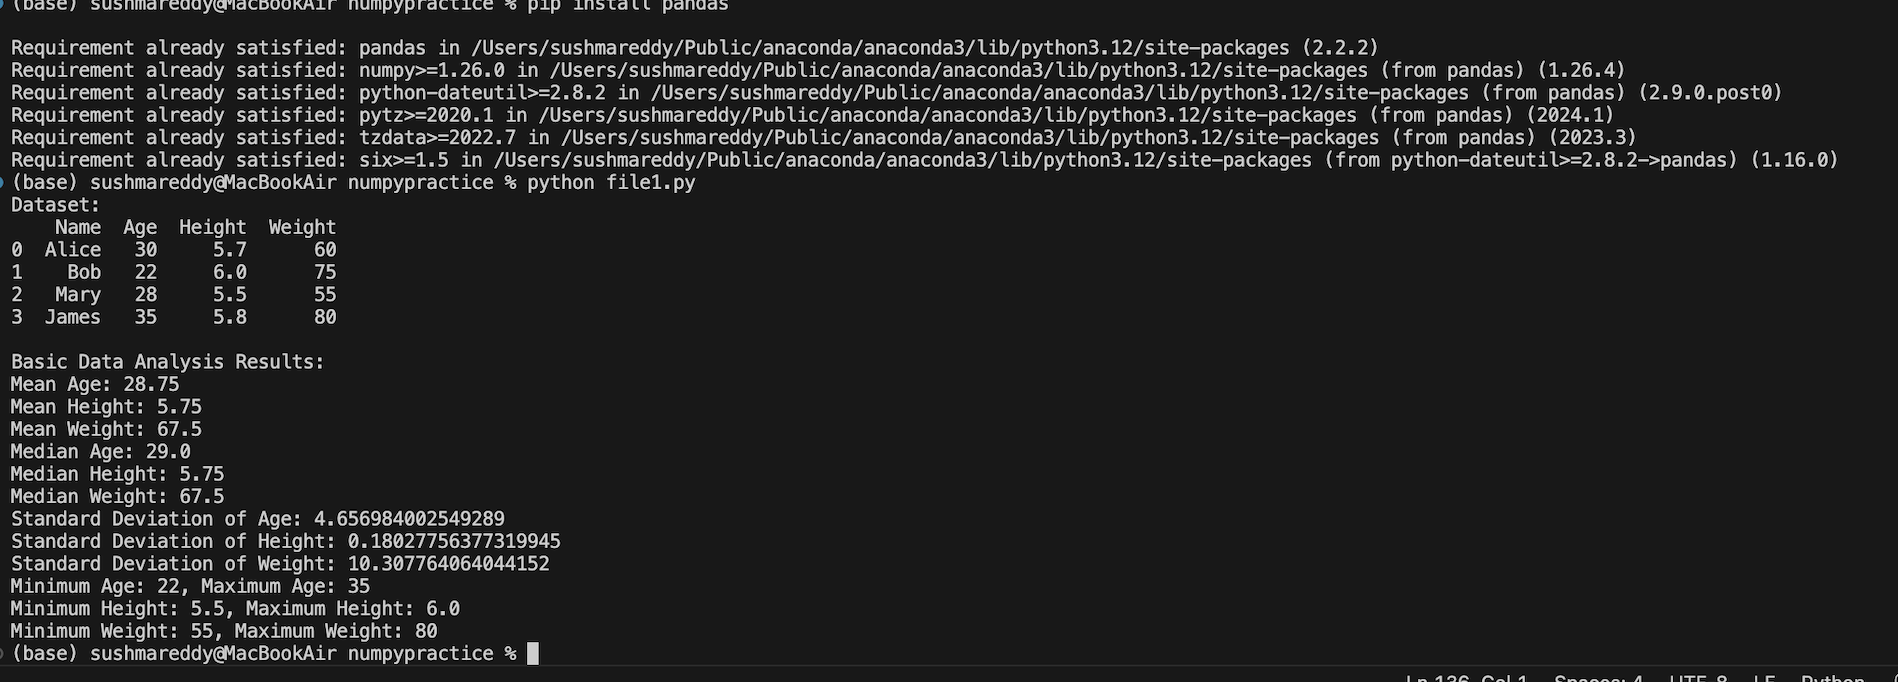 (base) sushmareddy@MacBookAir numpypractice % pip install pandas
Requirement already satisfied: pandas in /Users/sushmareddy/Public/anaconda/anaconda3/lib/python3.12/site-packages (2.2.2)
Requirement already satisfied: numpy>=1.26.0 in /Users/sushmareddy/Public/anaconda/anaconda3/lib/python3.12/site-packages (from pandas) (1.26.4)
Requirement already satisfied: python-dateutil>=2.8.2 in /Users/sushmareddy/Public/anaconda/anaconda3/lib/python3.12/site-packages (from pandas) (2.9.0.post0)
Requirement already satisfied: pytz>=2020.1 in /Users/sushmareddy/Public/anaconda/anaconda3/lib/python3.12/site-packages (from pandas) (2024.1)
Requirement already satisfied: tzdata>=2022.7 in /Users/sushmareddy/Public/anaconda/anaconda3/lib/python3.12/site-packages (from pandas) (2023.3)
Requirement already satisfied: six>=1.5 in /Users/sushmareddy/Public/anaconda/anaconda3/lib/python3.12/site-packages (from python-dateutil>=2.8.2->pandas) (1.16.0)
(base) sushmareddy@MacBookAir numpypractice % python file1.py
Dataset:
    Name  Age  Height  Weight
0  Alice   30     5.7      60
1    Bob   22     6.0      75
2   Mary   28     5.5      55
3  James   35     5.8      80
Basic Data Analysis Results:
Mean Age: 28.75
Mean Height: 5.75
Mean Weight: 67.5
Median Age: 29.0
Median Height: 5.75
Median Weight: 67.5
Standard Deviation of Age: 4.656984002549289
Standard Deviation of Height: 0.18027756377319945
Standard Deviation of Weight: 10.307764064044152
Minimum Age: 22, Maximum Age: 35
Minimum Height: 5.5, Maximum Height: 6.0
Minimum Weight: 55, Maximum Weight: 80
(base) sushmareddy@MacBookAir numpypractice %
Ln 136, Col 1 Spaces: 4 UTF-8 LF Python